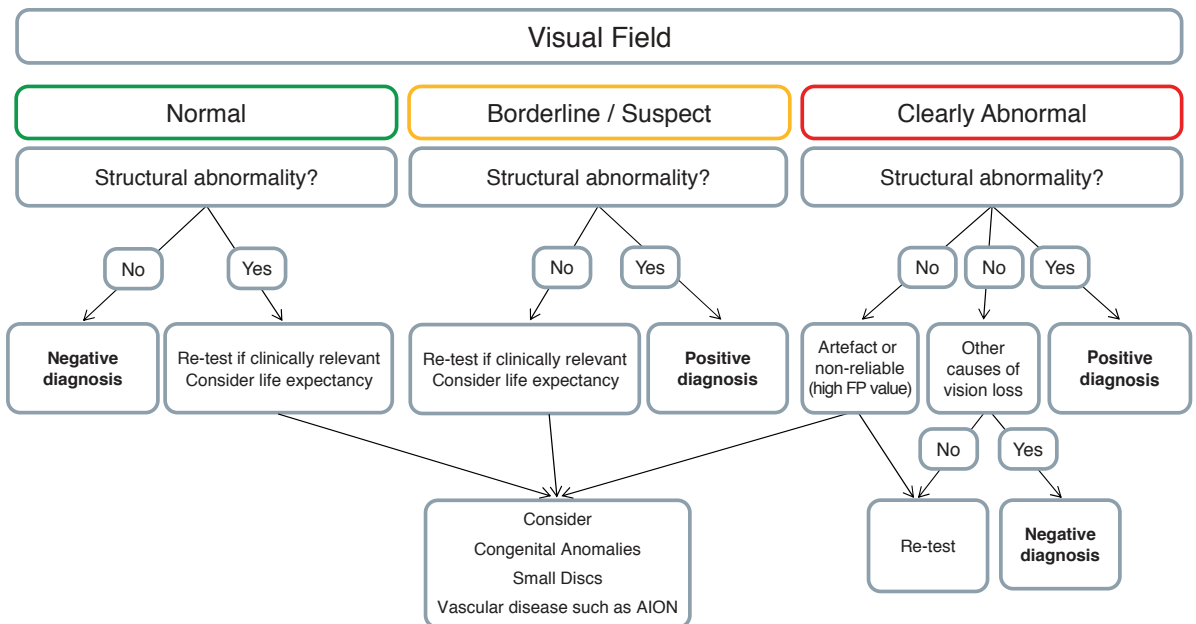 Visual Field
Normal
Borderline / Suspect
Clearly Abnormal
Structural abnormality?
Structural abnormality?
Structural abnormality?
No
Yes
No
Yes
No
No
Yes
Negative
diagnosis
Re-test if clinically relevant
Consider life expectancy
Re-test if clinically relevant
Consider life expectancy
Positive
diagnosis
Artefact or
non-reliable
(high FP value)
Other
causes of
vision loss
Positive
diagnosis
No
Yes
Consider
Congenital Anomalies
Small Discs
Vascular disease such as AION
Re-test
Negative
diagnosis